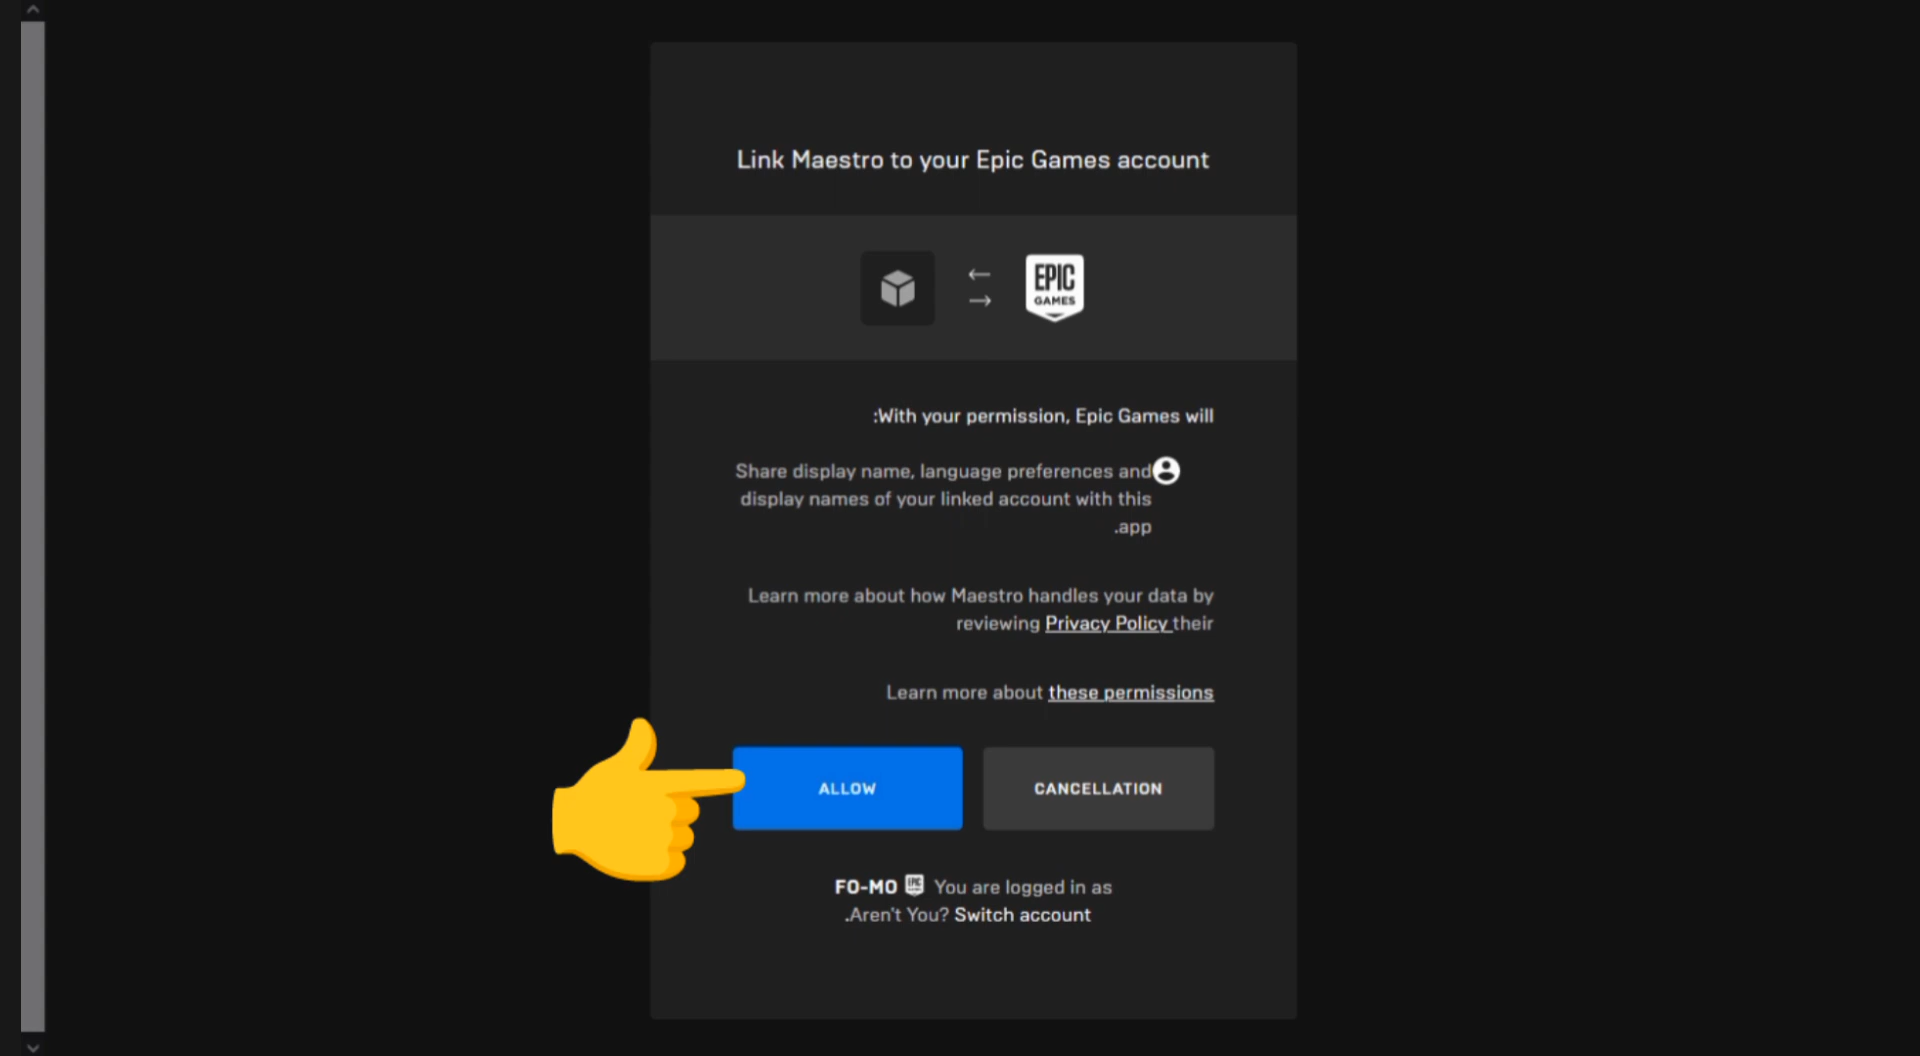 Link Maestro to your Epic Games account
EPIC
GAMES
:With your permission, Epic Games will
Share display name, language preferences and
display names of your linked account with this
.app
Learn more about how Maestro handles your data by
reviewing Privacy Policy their
Learn more about these permissions
ALLOW
CANCELLATION
FO-MO EPIC You are logged in as
.Aren't You? Switch account